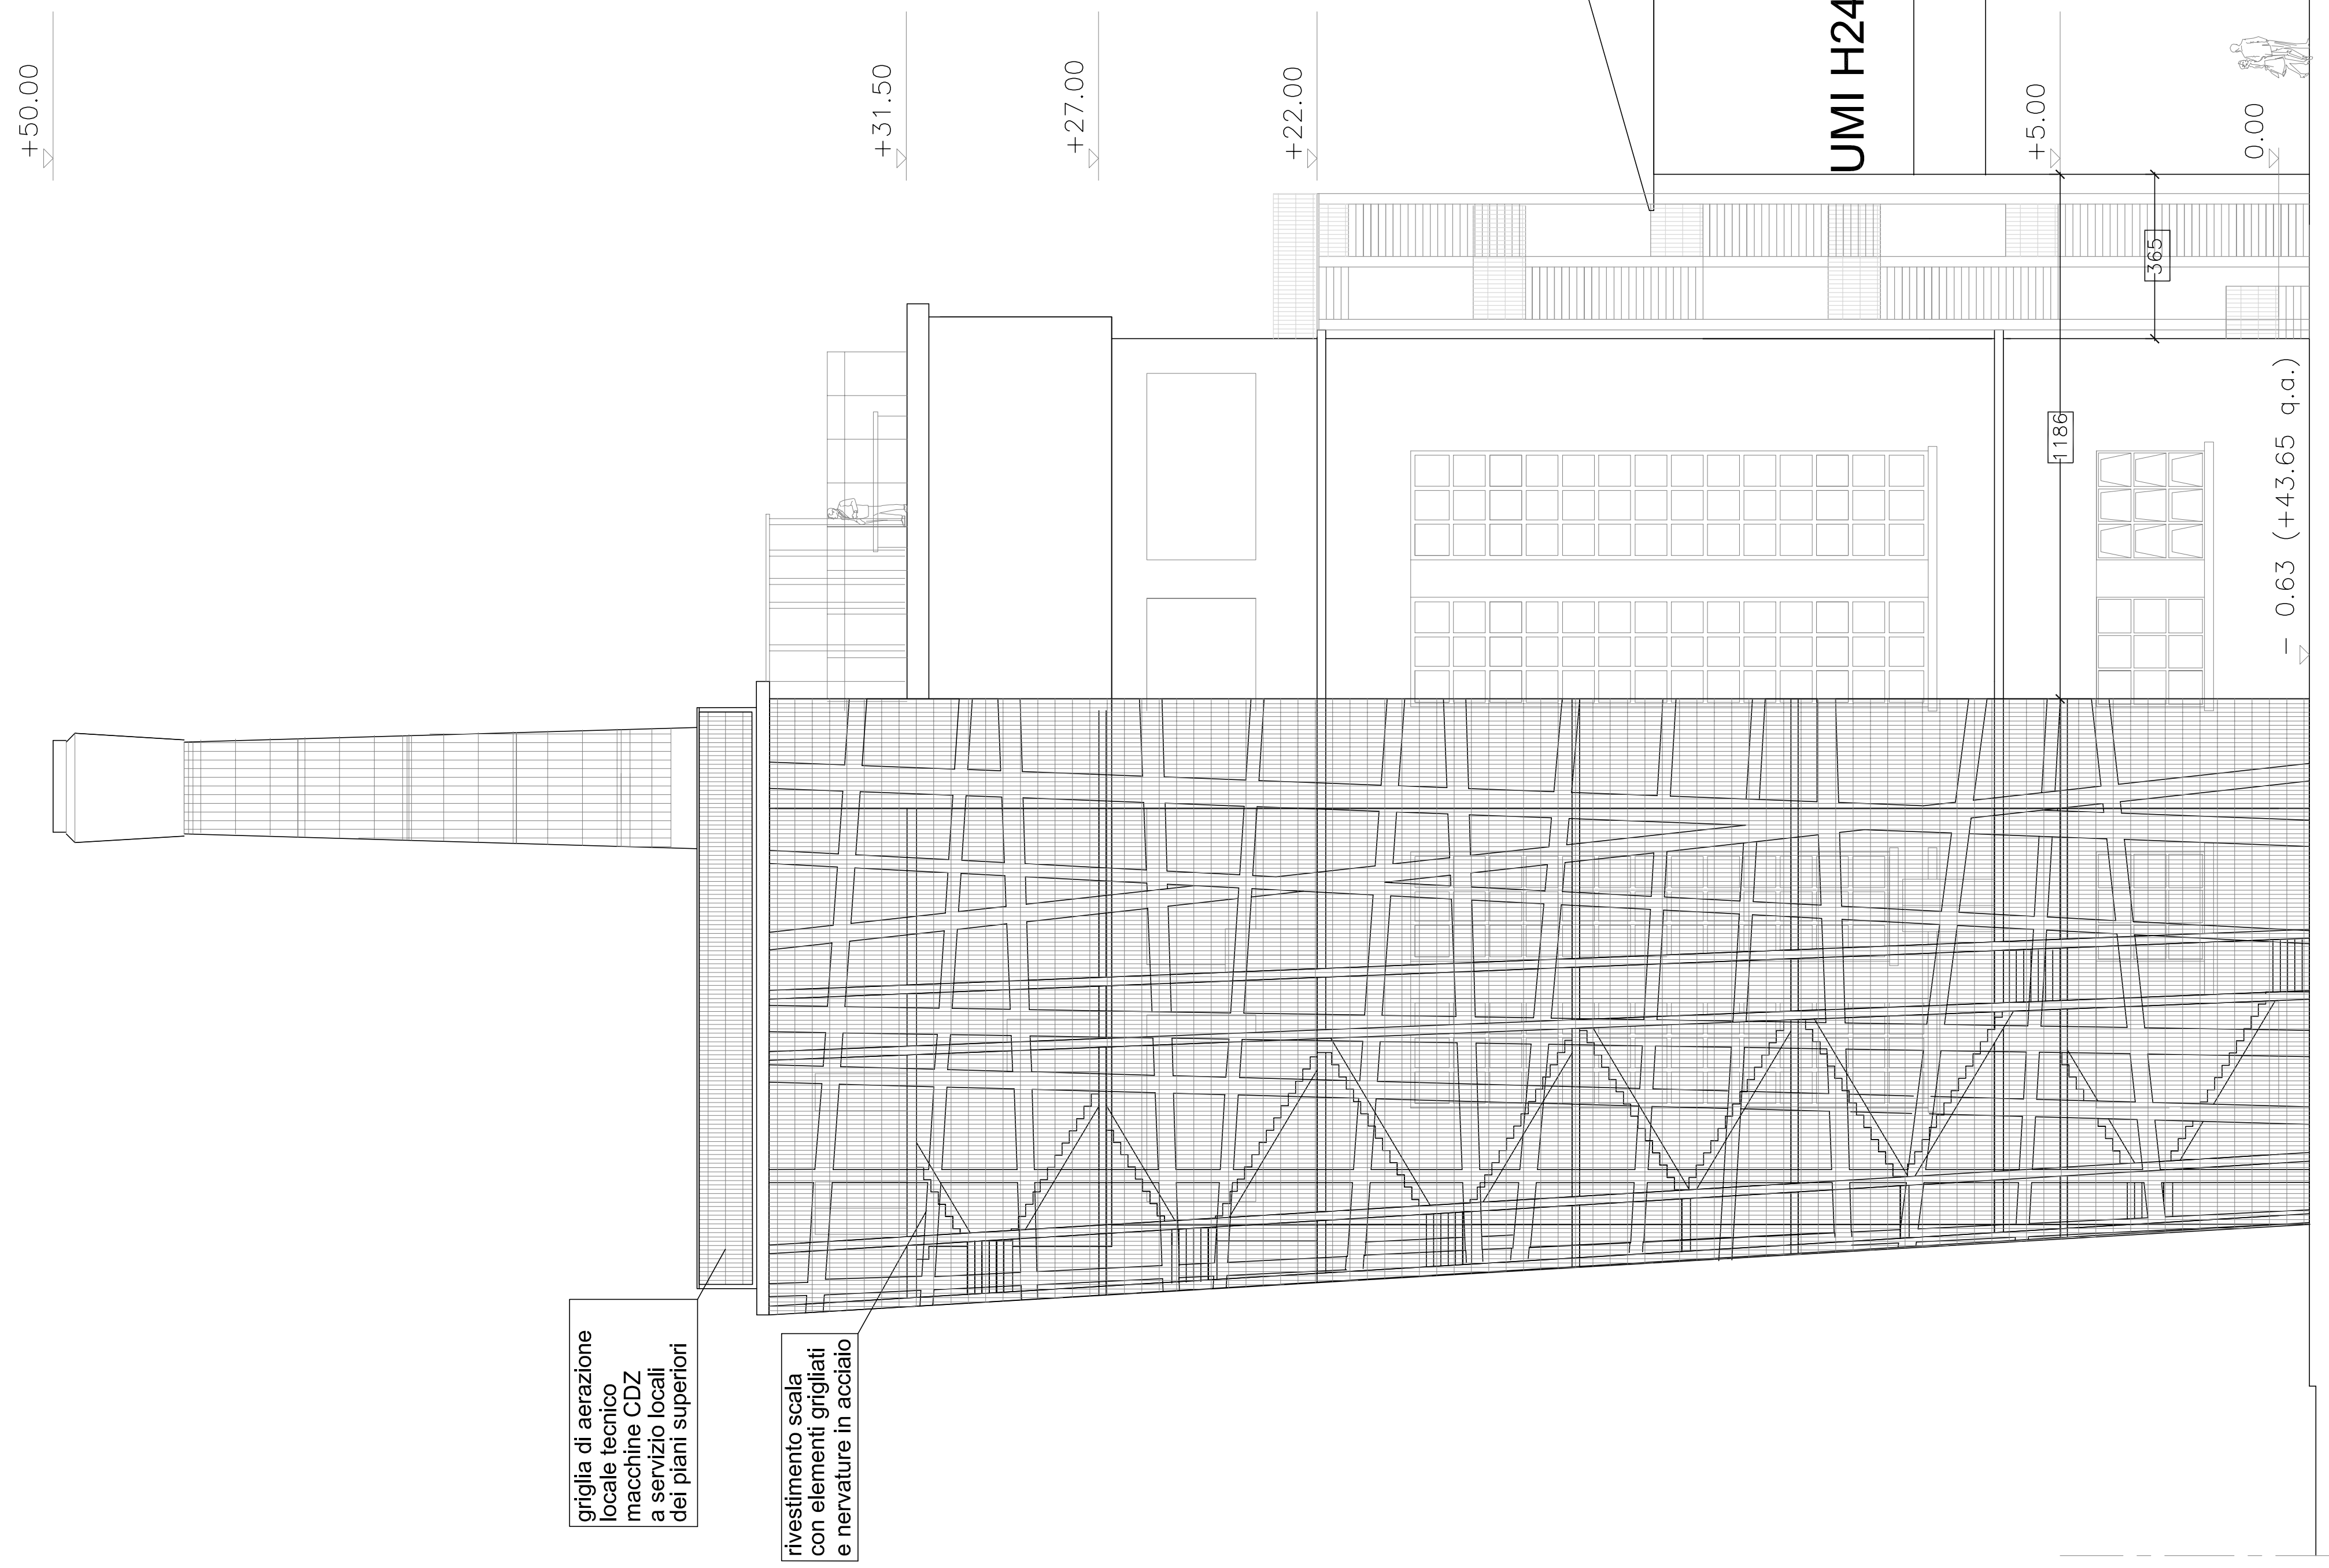 +50.00
+31.50
+27.00
+22.00
UMI H24
+5.00
0.00
365
1186
- 0.63 (+43.65 q.a.)
griglia di aerazione
locale tecnico
macchine CDZ
a servizio locali
dei piani superiori
rivestimento scala
con elementi grigliati
e nervature in acciaio